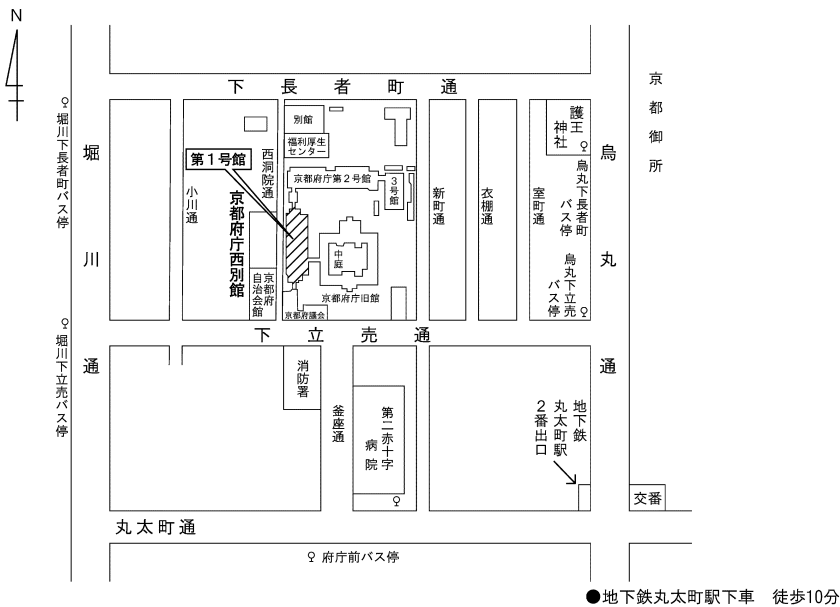 N
下長者町通
京都御所
堀川下長者町バス停
堀川通
別館
福利厚生
センター
護王
神社
烏丸通
第1号館
西洞院通
京都府庁第2号館
3号館
小川通
京都府庁西別館
新町通
衣棚通
室町通
烏丸下長者町
バス停
中庭
京都府
自治会館
京都府庁旧館
烏丸下立売
バス停
京都府議会
下立売通
堀川下立売バス停
消防署
釜座通
第二赤十字
病院
地下鉄
丸太町駅
2番出口
交番
丸太町通
府庁前バス停
●地下鉄丸太町駅下車 徒歩10分